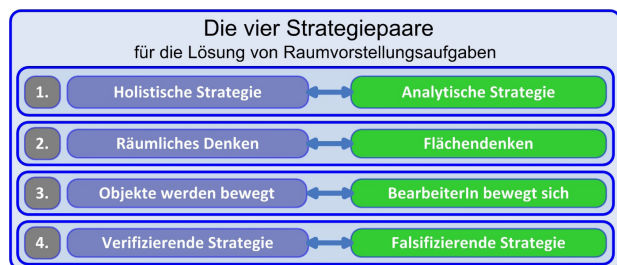 Die vier Strategiepaare
für die Lösung von Raumvorstellungsaufgaben
1. Holistische Strategie Analytische Strategie
2. Räumliches Denken Flächendenken
3. Objekte werden bewegt BearbeiterIn bewegt sich
4. Verifizierende Strategie Falsifizierende Strategie